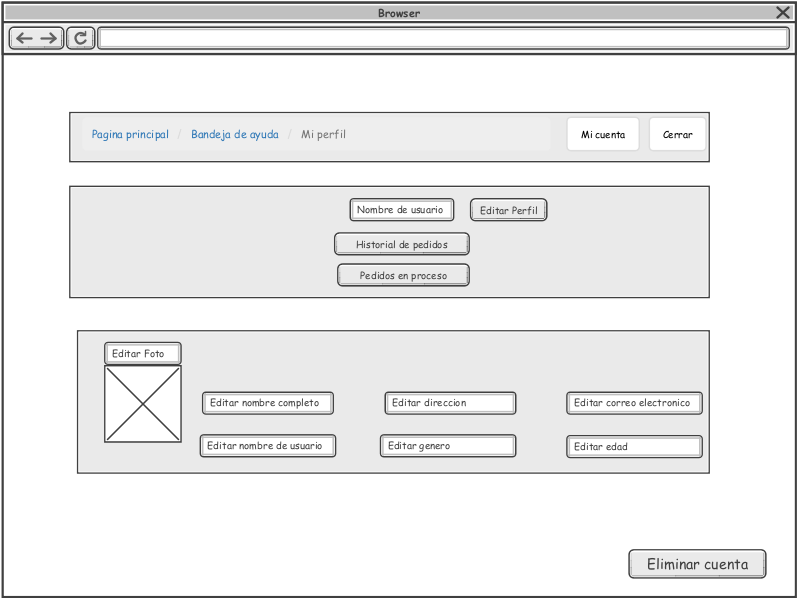 Browser
Pagina principal / Bandeja de ayuda / Mi perfil Mi cuenta Cerrar
Nombre de usuario Editar Perfil
Historial de pedidos
Pedidos en proceso
Editar Foto
Editar nombre completo Editar direccion Editar correo electronico
Editar nombre de usuario Editar genero Editar edad
Eliminar cuenta